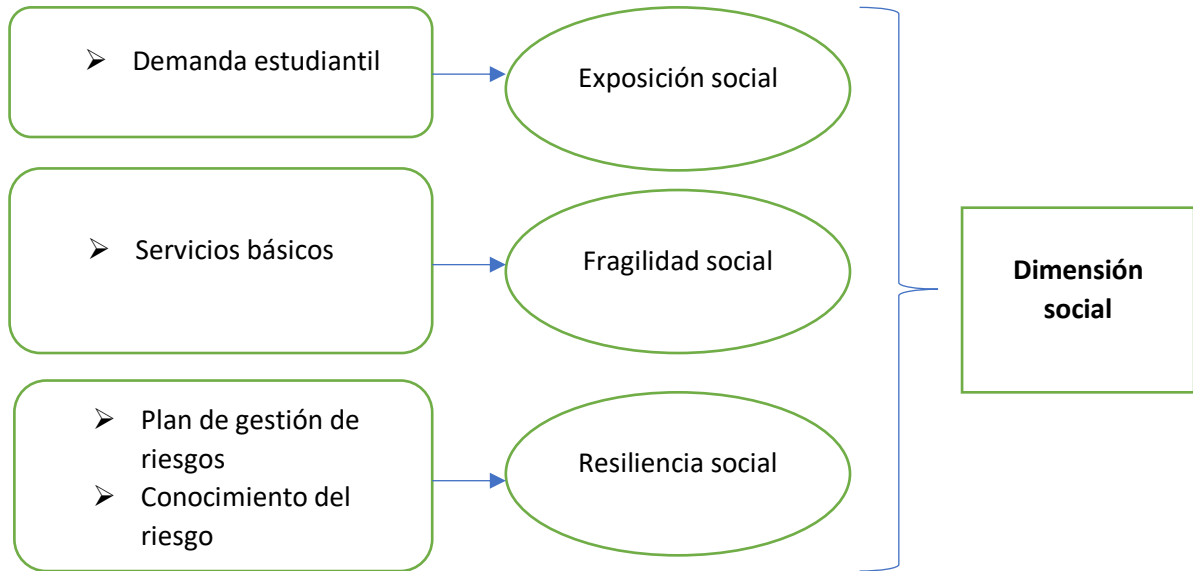 ➢ Demanda estudiantil
Exposición social
➢ Servicios básicos
Fragilidad social
➢ Plan de gestión de
riesgos
➢ Conocimiento del
riesgo
Resiliencia social
Dimensión
social